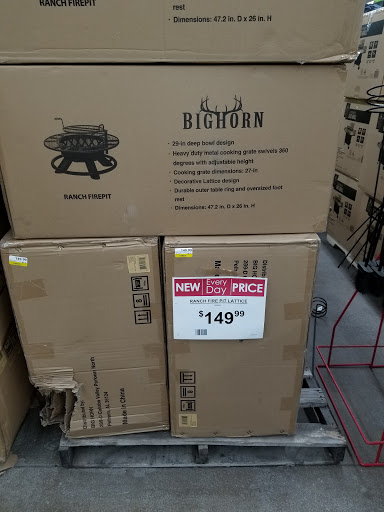 RANCH FIREPIT
rest
• Dimensions: 47.2 in. D x 26 in. H
BIGHORN
• 29-in deep bowl design
• Heavy duty metal cooking grate swivels 360
degrees with adjustable height
• Cooking grate dimensions: 27-in
• Decorative Lattice design
• Durable outer table ring and oversized foot
rest
• Dimensions: 47.2 in. D x 26 in. H
RANCH FIREPIT
NEW Every Day PRICE
RANCH FIRE PIT LATTICE
$149.99
Made in China